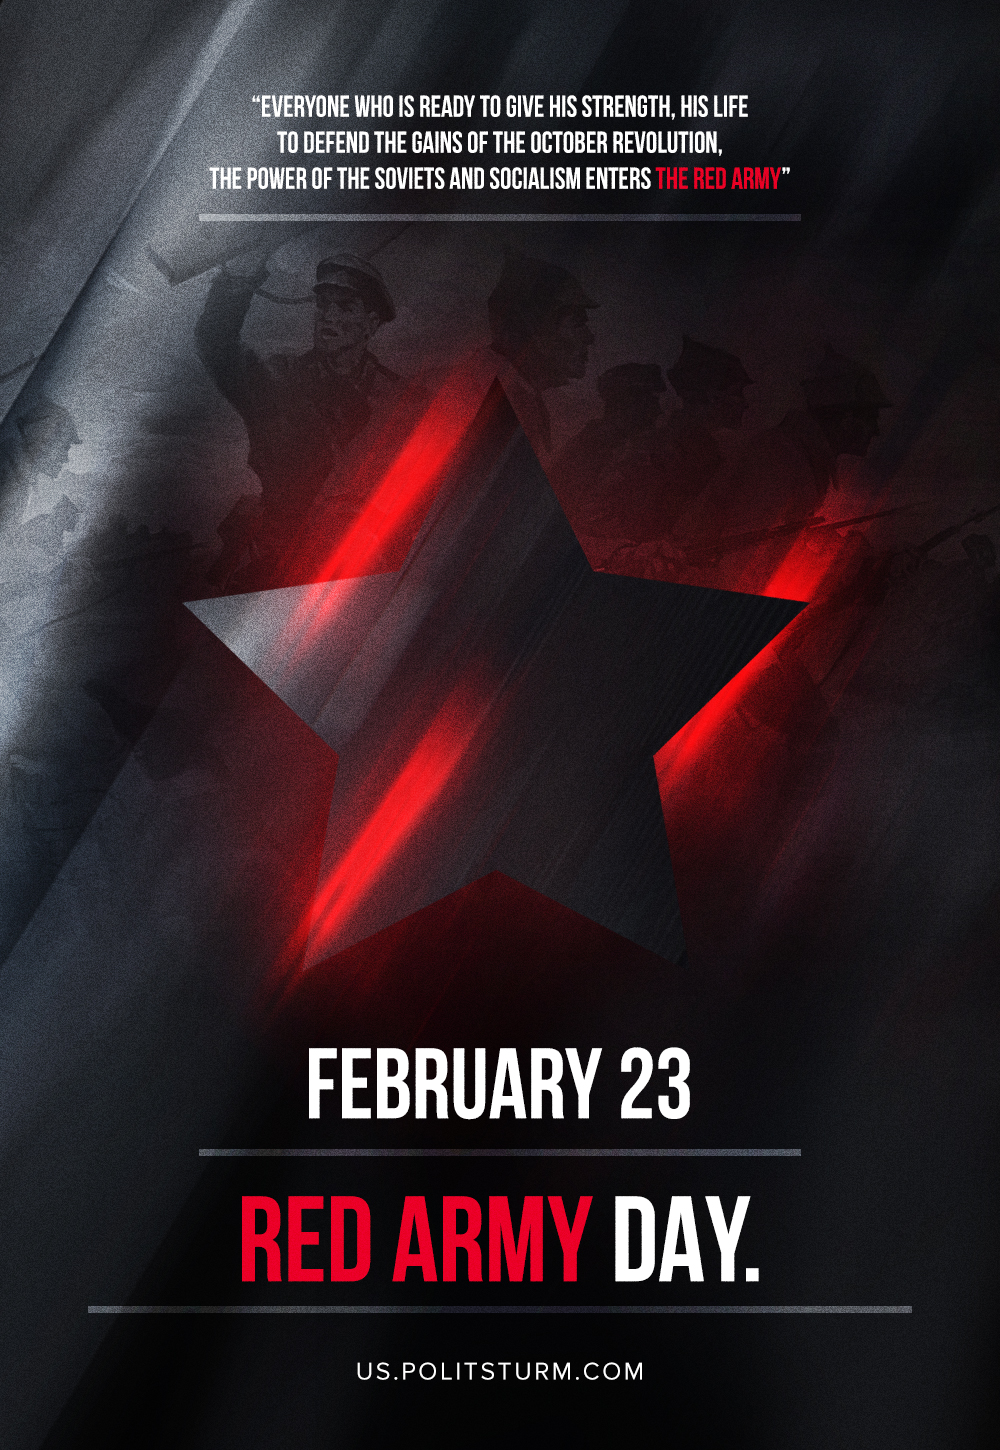 “EVERYONE WHO IS READY TO GIVE HIS STRENGTH, HIS LIFE
TO DEFEND THE GAINS OF THE OCTOBER REVOLUTION,
THE POWER OF THE SOVIETS AND SOCIALISM ENTERS THE RED ARMY”
FEBRUARY 23
RED ARMY DAY.
US.POLITSTURM.COM